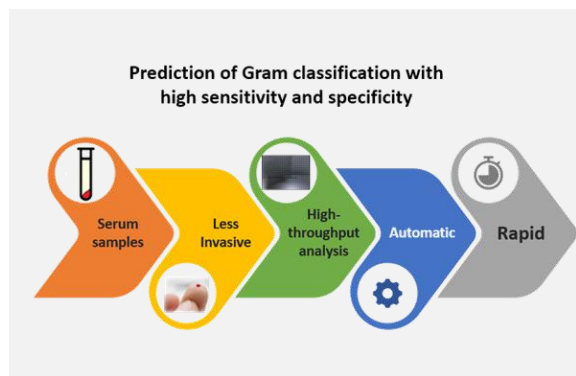 Prediction of Gram classification with
high sensitivity and specificity
Serum
samples
Less
Invasive
High-
throughput
analysis
Automatic
Rapid